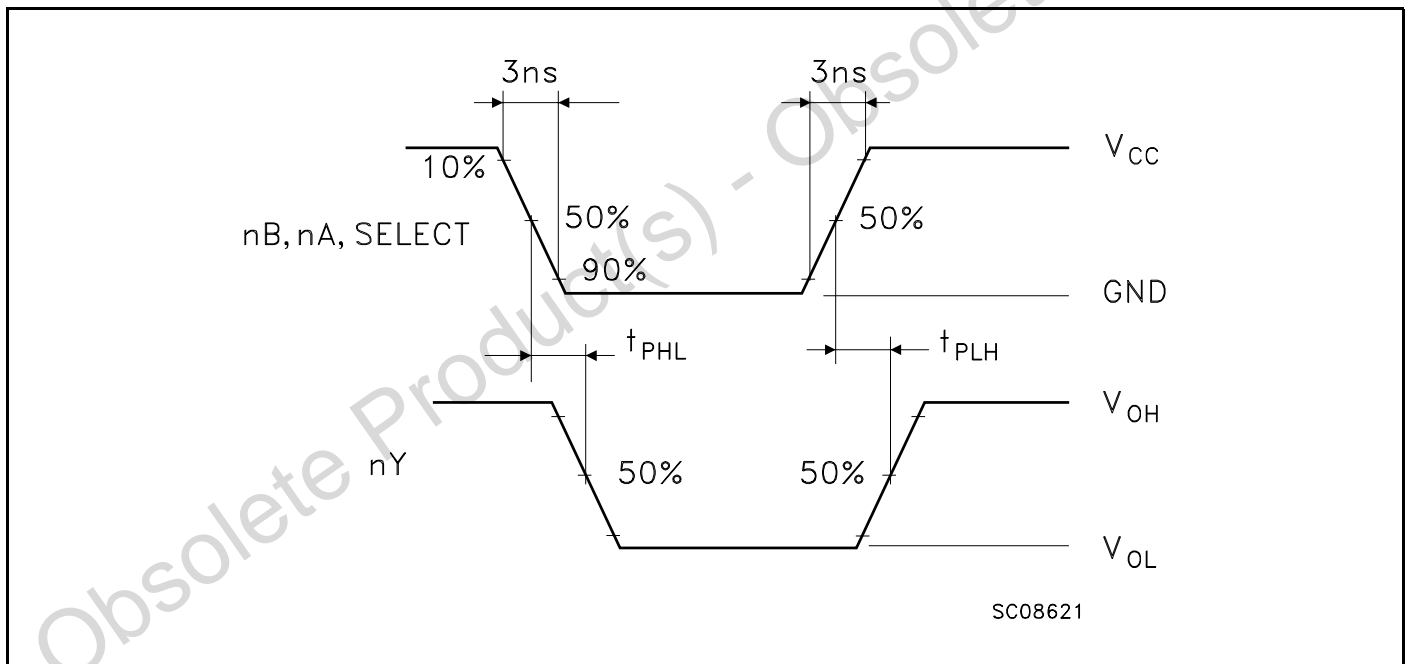 3ns 3ns
V CC
10%
50% 50%
nB, nA, SELECT
90%
GND
t PHL t PLH
V OH
nY
50% 50%
V OL
SC08621
Obsolete Product(s) - Obsolete